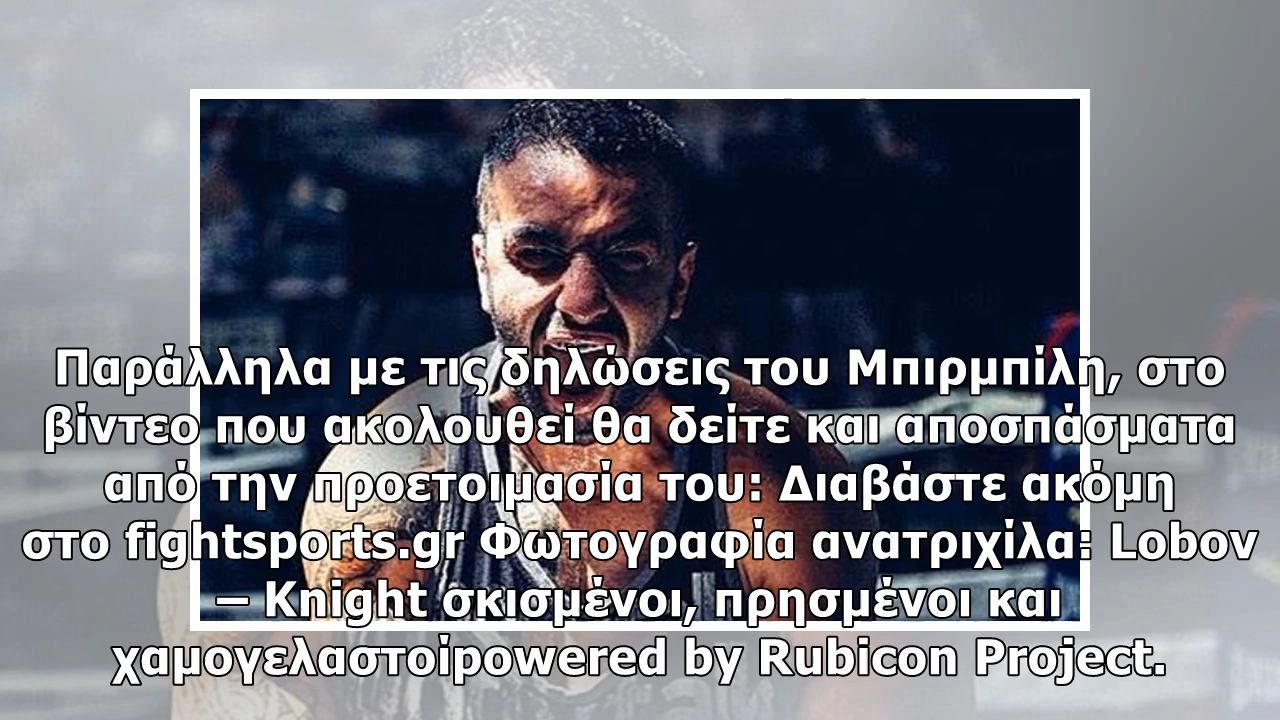 Παράλληλα με τις δηλώσεις του Μπιρμπίλη, στο
βίντεο που ακολουθεί θα δείτε και αποσπάσματα
από την προετοιμασία του: Διαβάστε ακόμη
στο fightsports.gr Φωτογραφία ανατριχίλα: Lobov
– Knight σκισμένοι, πρησμένοι και
χαμογελαστοίpowered by Rubicon Project.